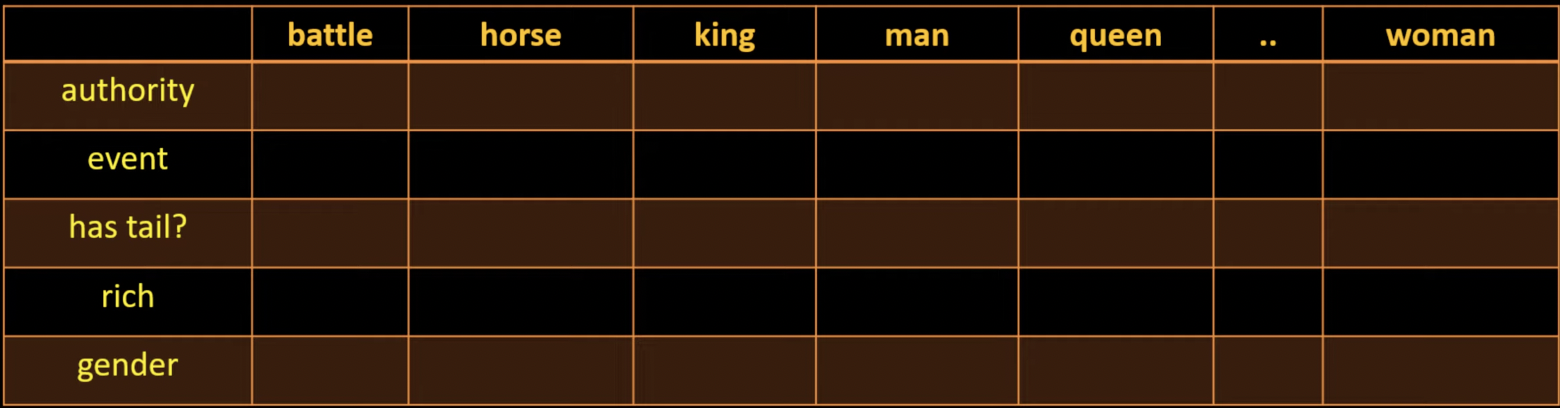 battle horse king man queen .. woman
authority
event
has tail?
rich
gender